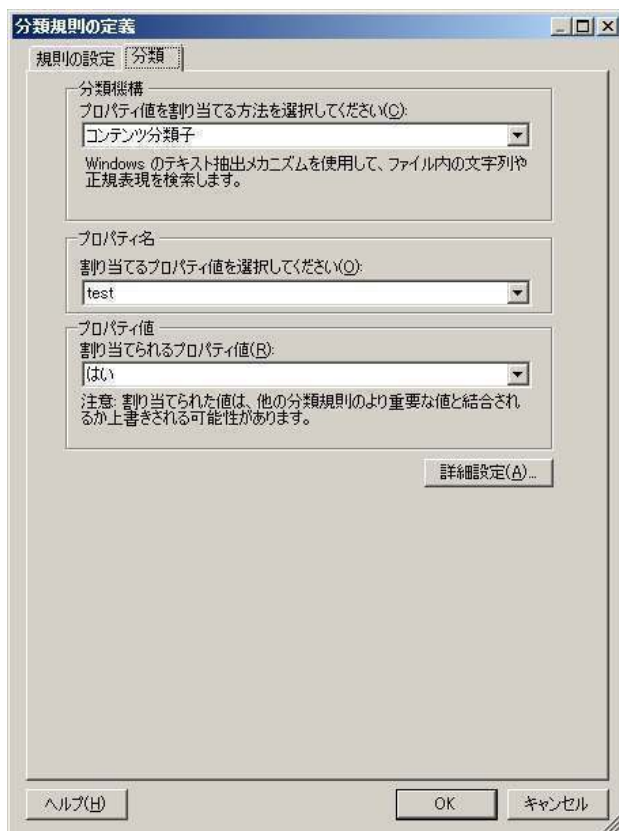 分類規則の定義
規則の設定 分類
分類機構
プロパティ値を割り当てる方法を選択してください(C):
コンテンツ分類子
Windows のテキスト抽出メカニズムを使用して、ファイル内の文字列や
正規表現を検索します。
プロパティ名
割り当てるプロパティ値を選択してください(O):
test
プロパティ値
割り当てられるプロパティ値(R):
はい
注意: 割り当てられた値は、他の分類規則のより重要な値と結合され
るか上書きされる可能性があります。
詳細設定(A)...
ヘルプ(H) OK キャンセル